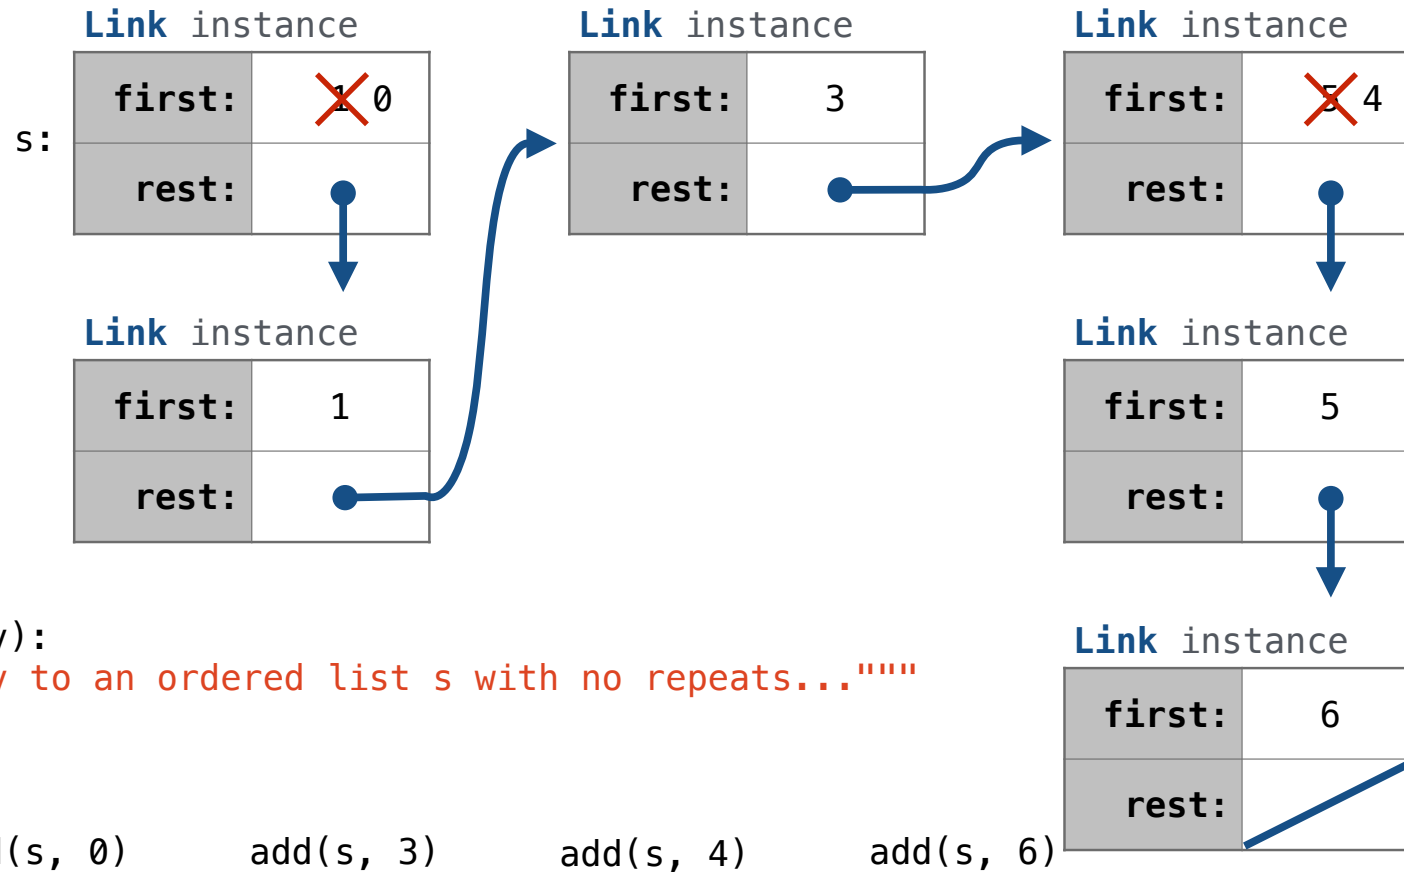 Link instance
first: 1 0
s:
rest:
Link instance
first: 3
rest:
Link instance
first: 5 4
rest:
Link instance
first: 1
rest:
Link instance
first: 5
rest:
):
to an ordered list s with no repeats..."""
Link instance
first: 6
rest:
(s, 0)
add(s, 3)
add(s, 4)
add(s, 6)